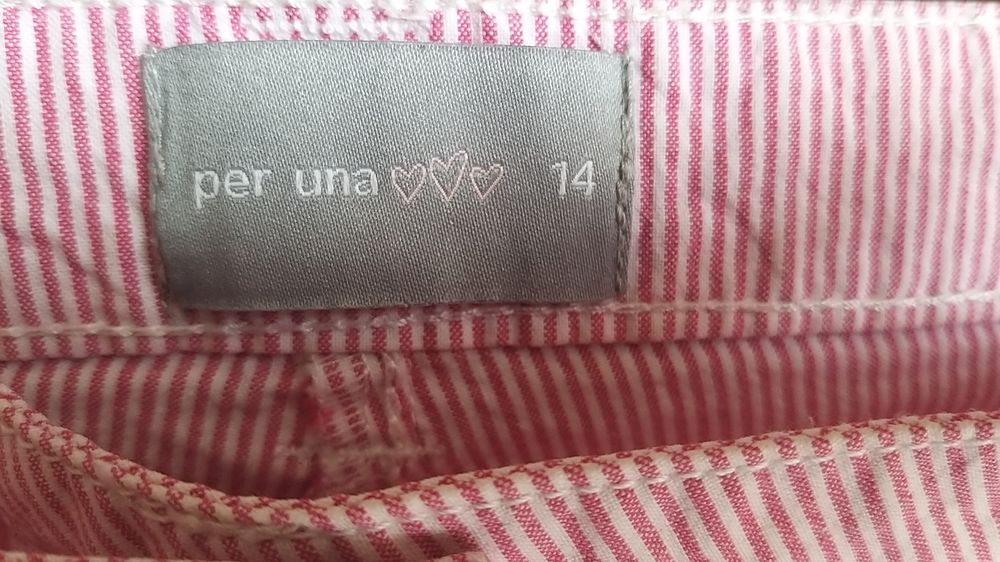 per una ♡♡♡ 14